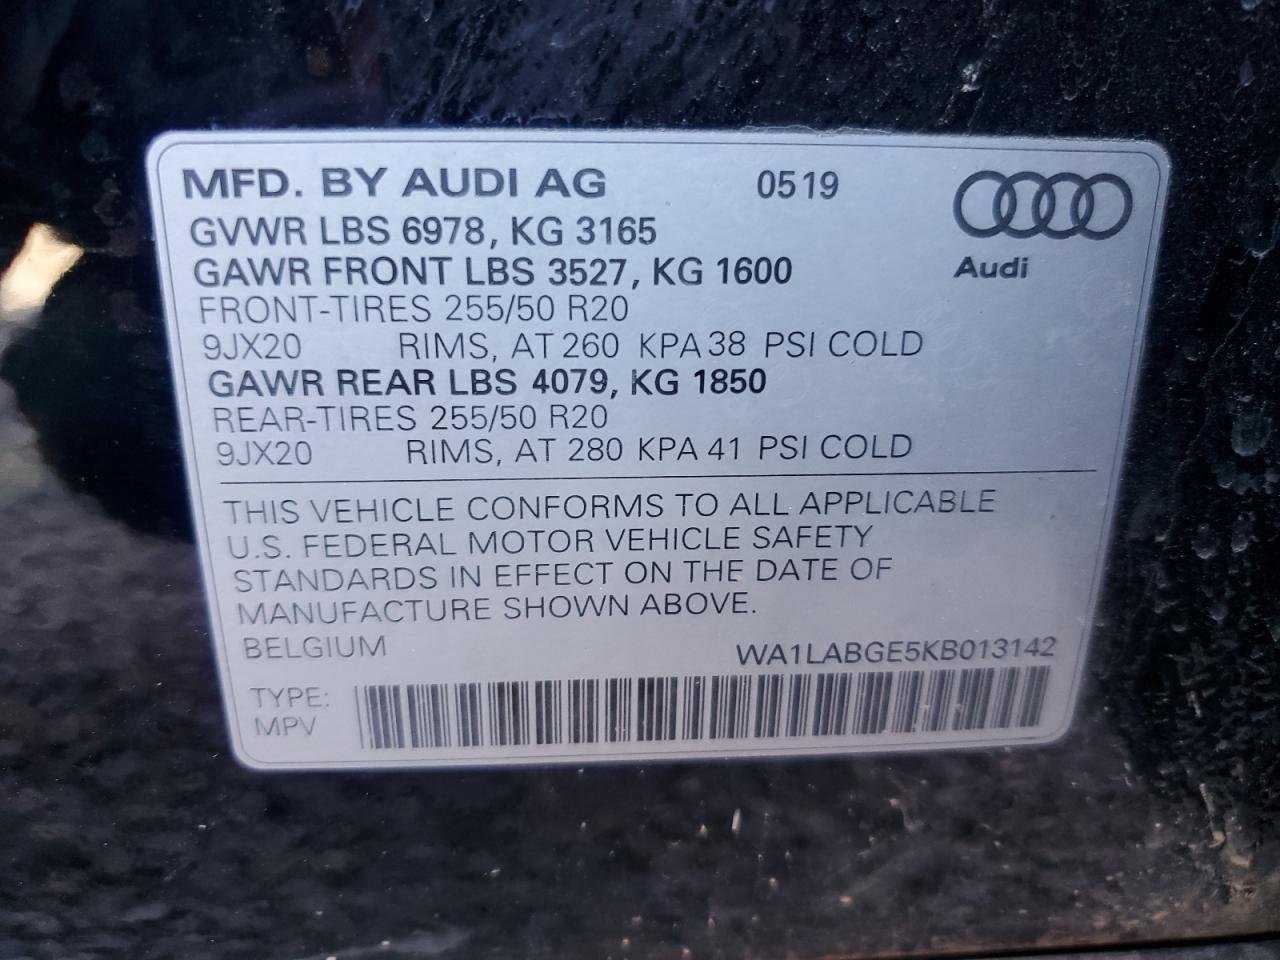 MFD. BY AUDI AG 0519
GVWR LBS 6978, KG 3165
GAWR FRONT LBS 3527, KG 1600
Audi
FRONT-TIRES 255/50 R20
9JX20 RIMS, AT 260 KPA 38 PSI COLD
GAWR REAR LBS 4079, KG 1850
REAR-TIRES 255/50 R20
9JX20 RIMS, AT 280 KPA 41 PSI COLD
THIS VEHICLE CONFORMS TO ALL APPLICABLE
U.S. FEDERAL MOTOR VEHICLE SAFETY
STANDARDS IN EFFECT ON THE DATE OF
MANUFACTURE SHOWN ABOVE.
BELGIUM WA1LABGE5KB013142
TYPE:
MPV